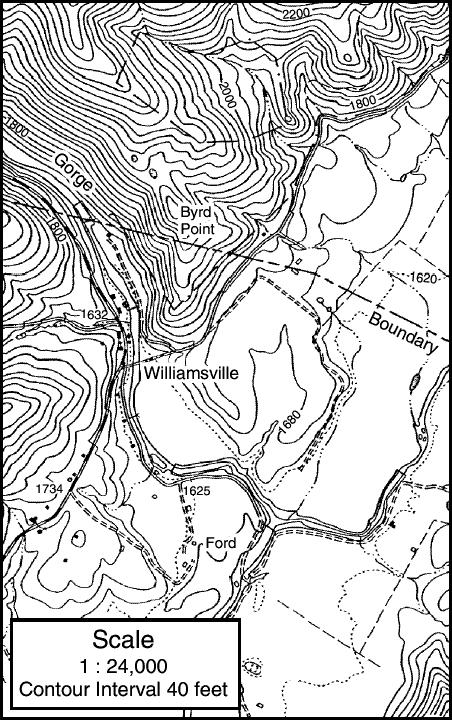 2200
2000
1800
1800
Gorge
Byrd
Point
1800
1620
1632
Boundary
Williamsville
1680
1734
1625
Ford
Scale
1 : 24,000
Contour Interval 40 feet